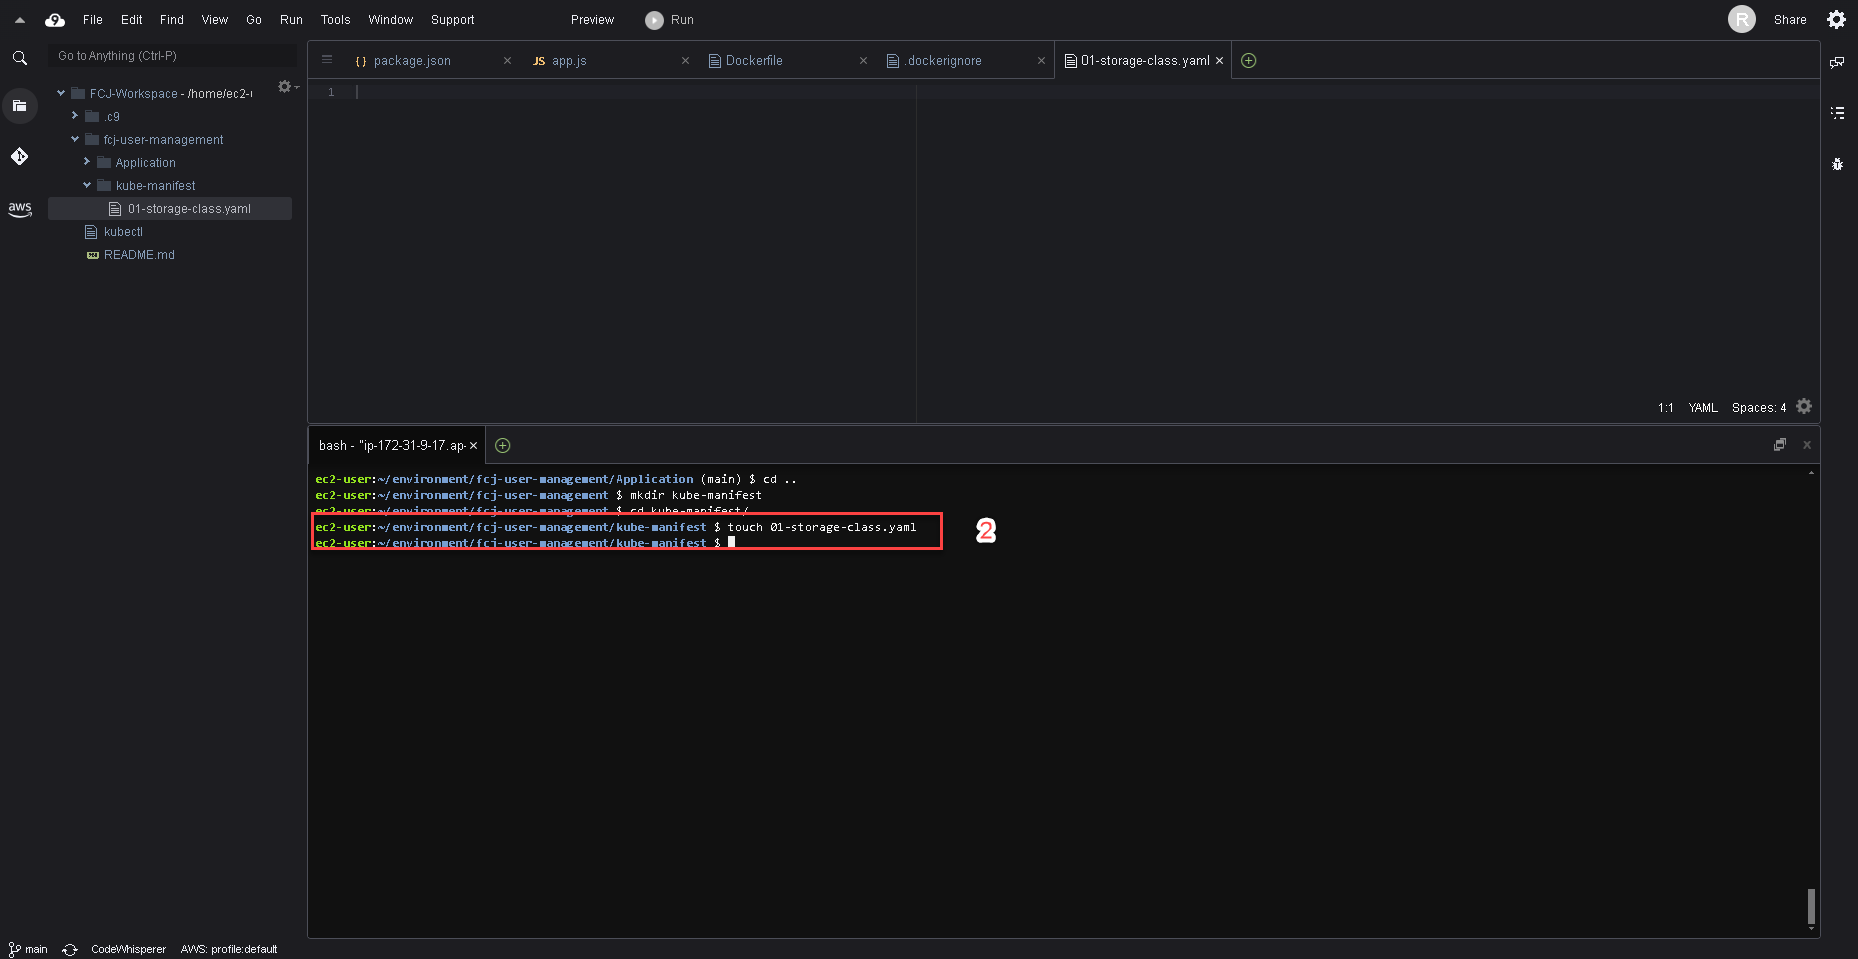 9 File Edit Find View Go Run Tools Window Support Preview Run R Share
Go to Anything (Ctrl-P)
{ } package.json × JS app.js × Dockerfile × .dockerignore × 01-storage-class.yaml ×
1
FCJ-Workspace - /home/ec2-
.c9
fcj-user-management
Application
kube-manifest
aws
01-storage-class.yaml
kubectl
README.md
1:1 YAML Spaces: 4
bash - "ip-172-31-9-17.ap- ×
ec2-user:~/environment/fcj-user-management/Application (main) $ cd ..
ec2-user:~/environment/fcj-user-management $ mkdir kube-manifest
ec2-user:~/environment/fcj-user-management $ cd kube-manifest/
ec2-user:~/environment/fcj-user-management/kube-manifest $ touch 01-storage-class.yaml
ec2-user:~/environment/fcj-user-management/kube-manifest $
2
main CodeWhisperer AWS: profile:default